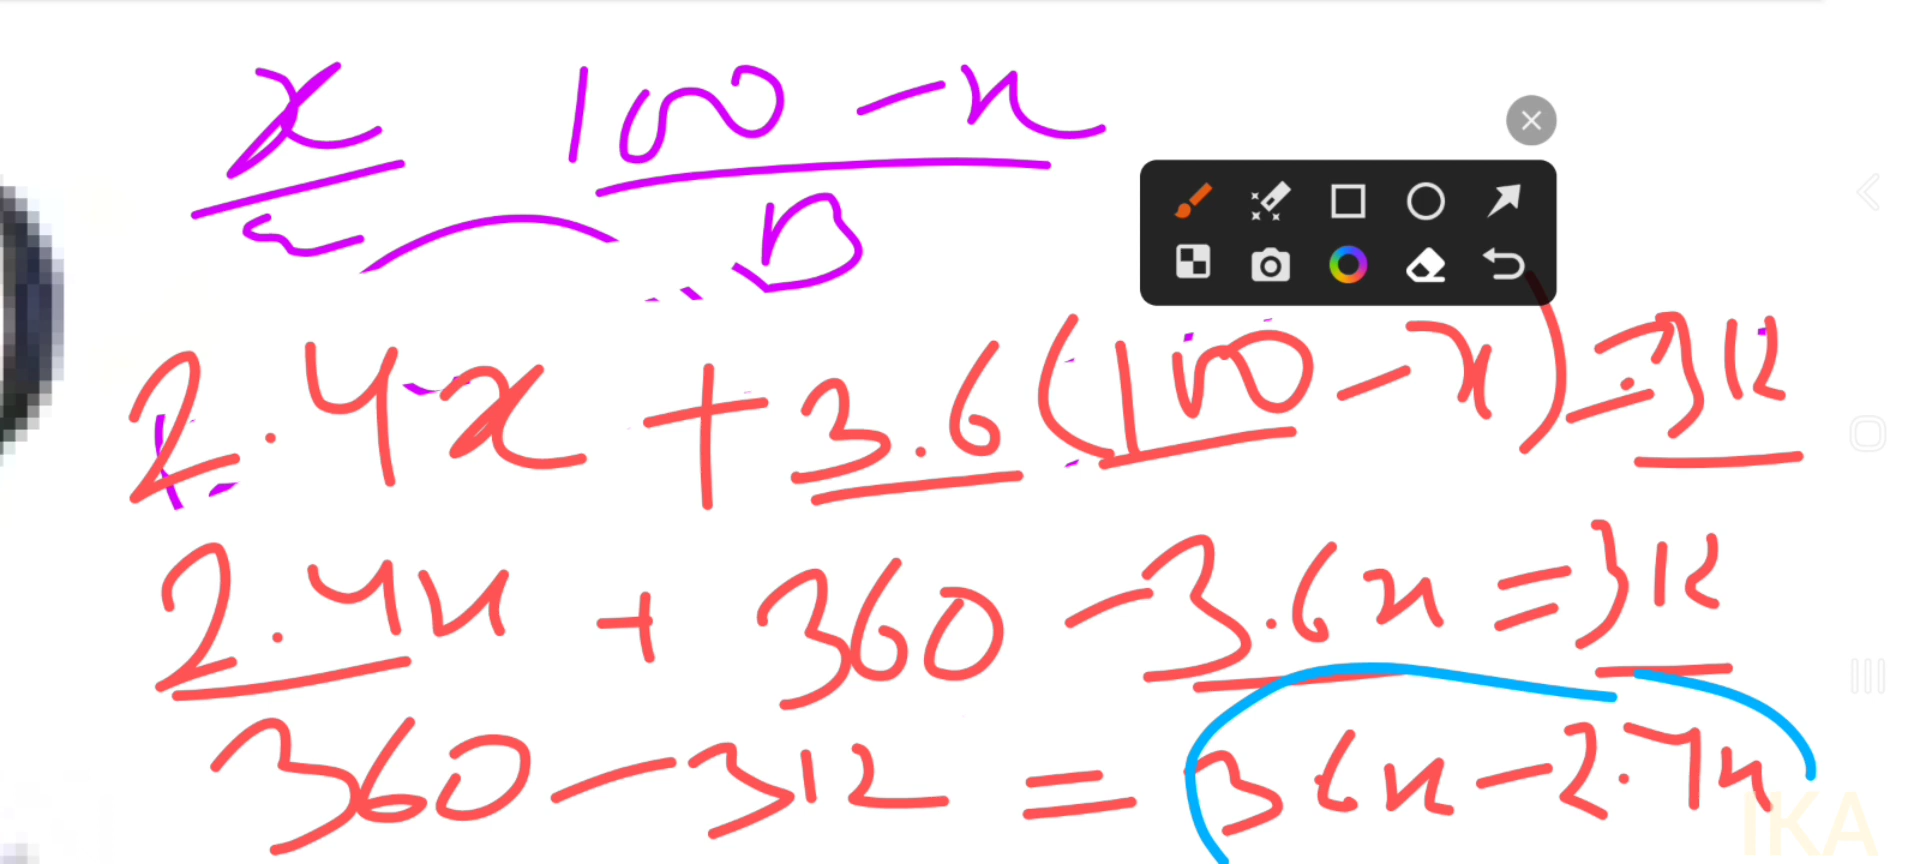 x 100 - x
B
2.4x + 3.6(100 - x) = 312
2.4x + 360 - 3.6x = 312
360 - 312 = 3.6x - 2.4x
IKA